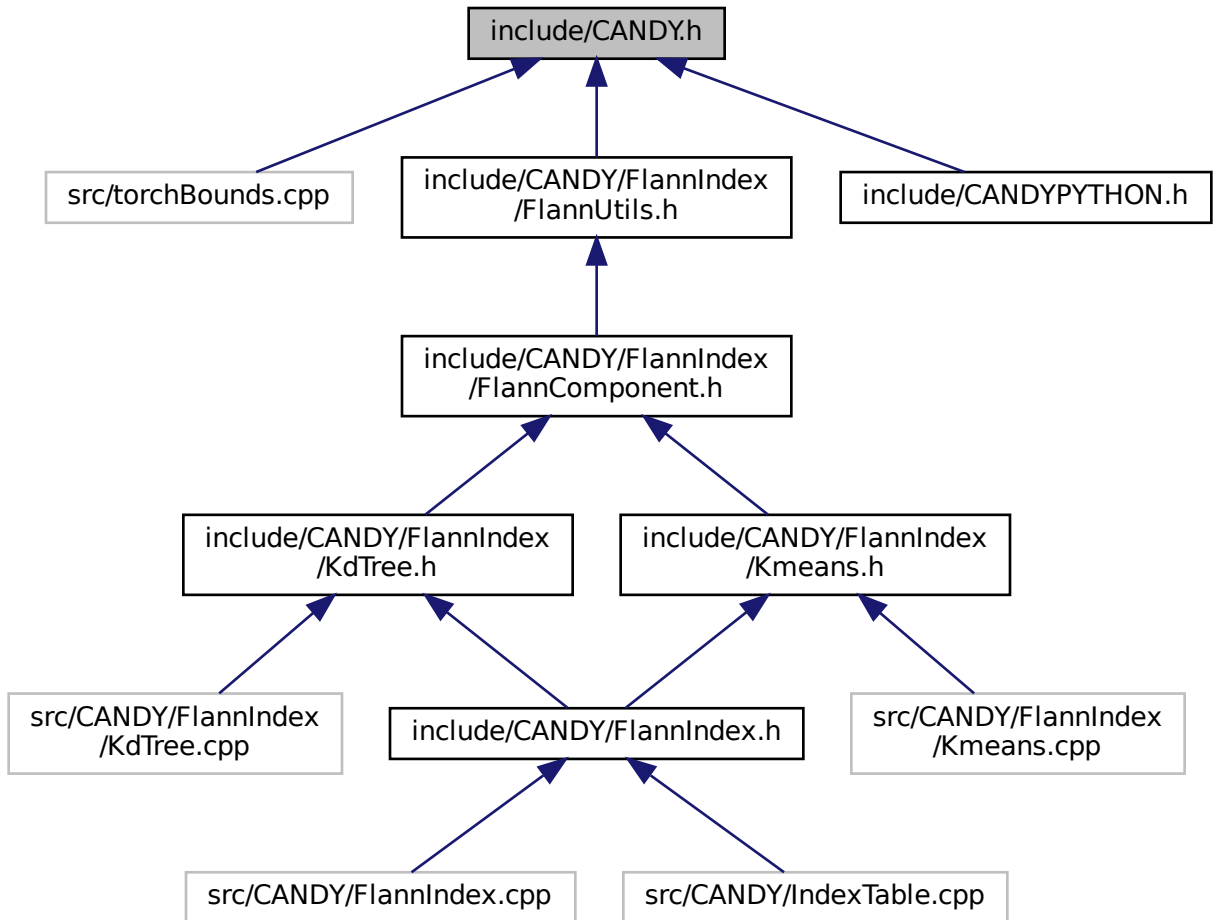 include/CANDY.h
src/torchBounds.cpp
include/CANDY/FlannIndex
/FlannUtils.h
include/CANDYPYTHON.h
include/CANDY/FlannIndex
/FlannComponent.h
include/CANDY/FlannIndex
/KdTree.h
include/CANDY/FlannIndex
/Kmeans.h
src/CANDY/FlannIndex
/KdTree.cpp
include/CANDY/FlannIndex.h
src/CANDY/FlannIndex
/Kmeans.cpp
src/CANDY/FlannIndex.cpp
src/CANDY/IndexTable.cpp